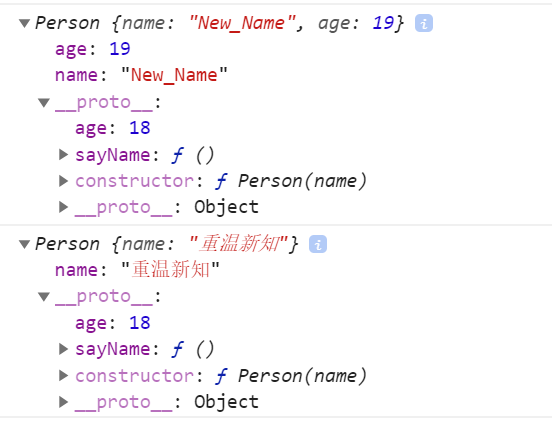 Person {name: "New_Name", age: 19} i
age: 19
name: "New_Name"
__proto__:
age: 18
sayName: ƒ ()
constructor: ƒ Person(name)
__proto__: Object
Person {name: "重温新知"} i
name: "重温新知"
__proto__:
age: 18
sayName: ƒ ()
constructor: ƒ Person(name)
__proto__: Object